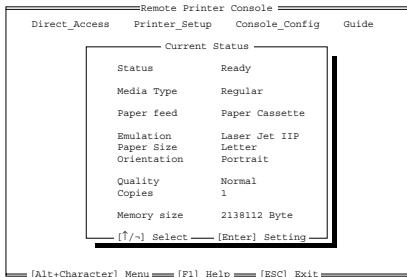 Remote Printer Console
Direct_Access Printer_Setup Console_Config Guide
Current Status
Status Ready
Media Type Regular
Paper feed Paper Cassette
Emulation Laser Jet IIP
Paper Size Letter
Orientation Portrait
Quality Normal
Copies 1
Memory size 2138112 Byte
[↑/¬] Select [Enter] Setting
[Alt+Character] Menu [F1] Help [ESC] Exit